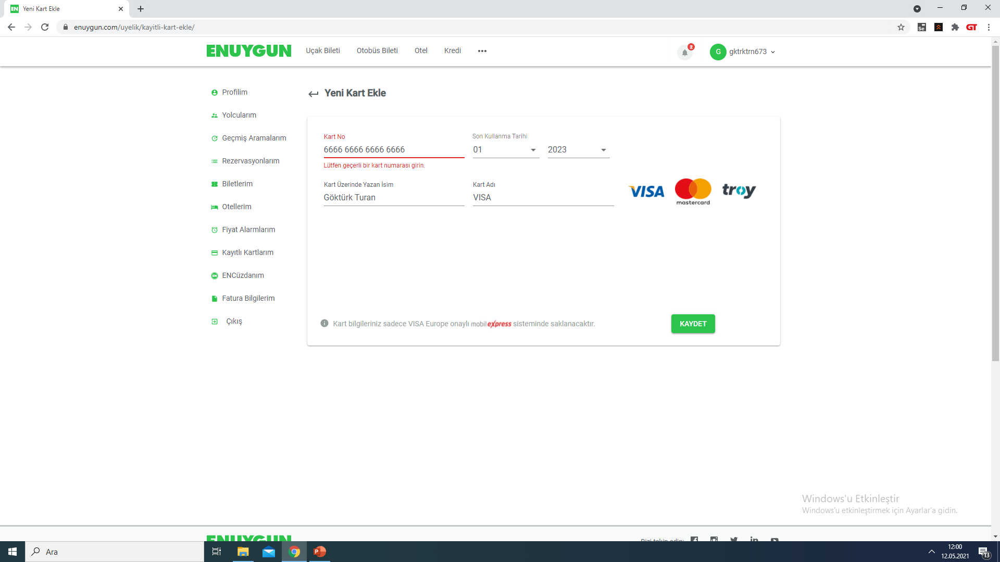 EN Yeni Kart Ekle
enuygun.com/uyelik/kayitli-kart-ekle/
Se GT
ENUYGUN Uçak Bileti Otobüs Bileti Otel Kredi
2
G gktrktrn673
Profilim
Yolcularım
Geçmiş Aramalarım
Rezervasyonlarım
Biletlerim
Otellerim
Fiyat Alarmlarım
Kayıtlı Kartlarım
EN ENCüzdanım
Fatura Bilgilerim
Çıkış
Yeni Kart Ekle
Kart No Son Kullanma Tarihi
6666 6666 6666 6666 01 2023
Lütfen geçerli bir kart numarası girin.
Kart Üzerinde Yazan İsim Kart Adı
Göktürk Turan VISA
VISA mastercard troy
Kart bilgileriniz sadece VISA Europe onaylı mobilexpress sisteminde saklanacaktır.
KAYDET
Windows'u Etkinleştir
Windows'u etkinleştirmek için Ayarlar'a gidin.
ENUYGUN Bizi takip edin:
Ara
P
12:00
12.05.2021
13